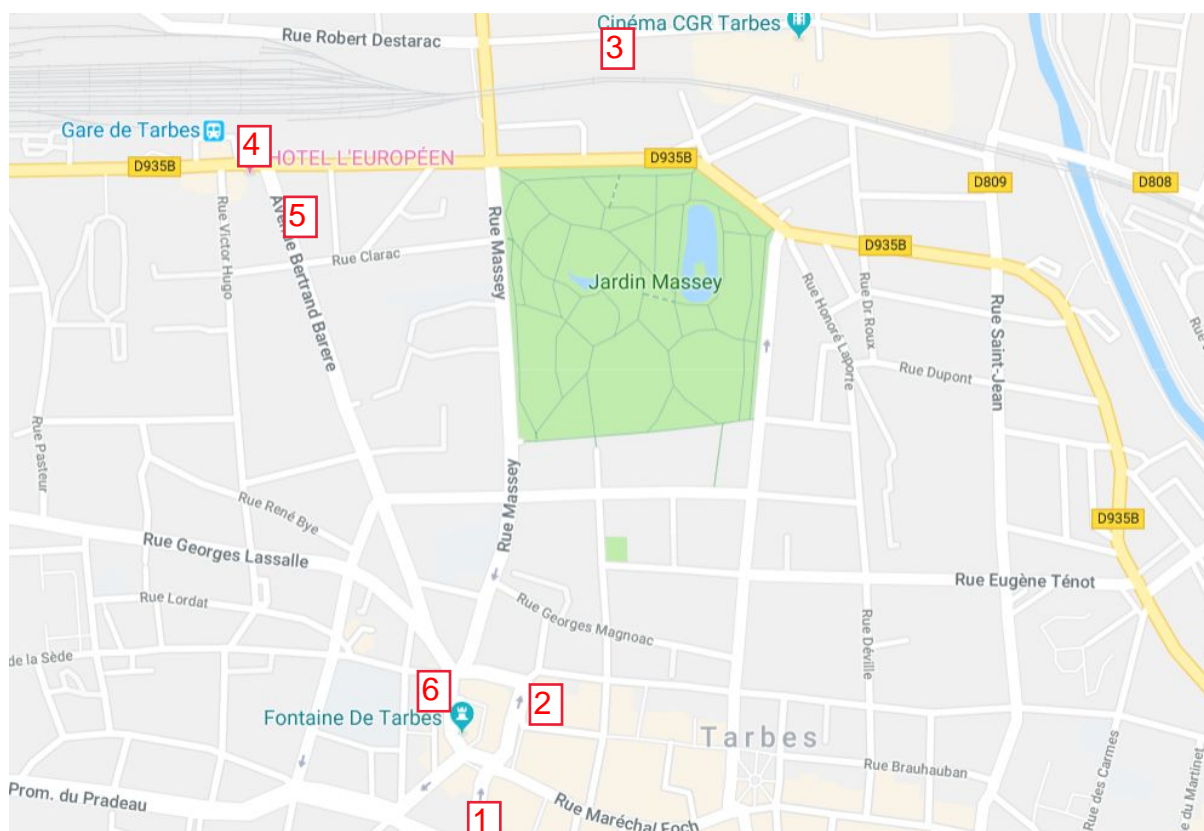 Cinéma CGR Tarbes
Rue Robert Destarac
3
Gare de Tarbes
4
HOTEL L'EUROPÉEN
D935B
D935B
D809
D808
5
Avenue Bertrand Barere
Rue Victor Hugo
Rue Massey
Rue Clarac
D935B
Jardin Massey
Rue Honoré Laporte
Rue Dr Roux
Rue Saint-Jean
Rue Dupont
Rue Pasteur
Rue Massey
Rue René Bye
D935B
Rue Georges Lassalle
Rue Eugène Ténot
Rue Lordat
Rue Georges Magnoac
Rue Déville
de la Sède
6
2
Fontaine De Tarbes
Tarbes
Rue Brauhauban
Rue des Carmes
e du Martinet
Prom. du Pradeau
1
Rue Maréchal Foch